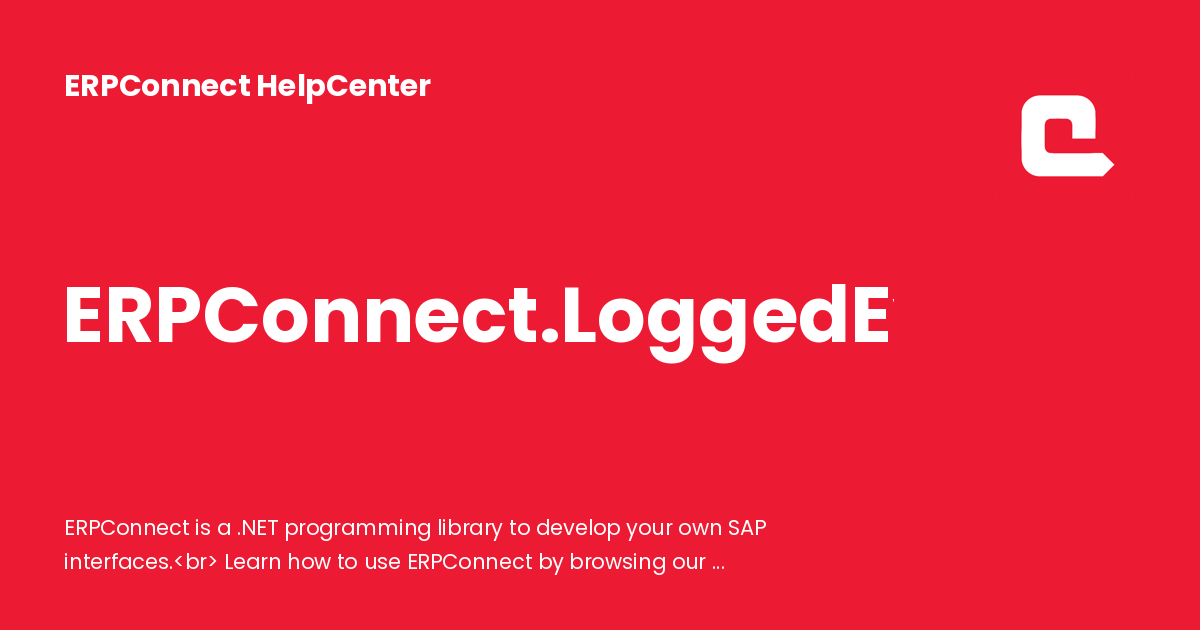 ERPConnect HelpCenter
ERPConnect.LoggedE
ERPConnect is a .NET programming library to develop your own SAP
interfaces.<br> Learn how to use ERPConnect by browsing our ...